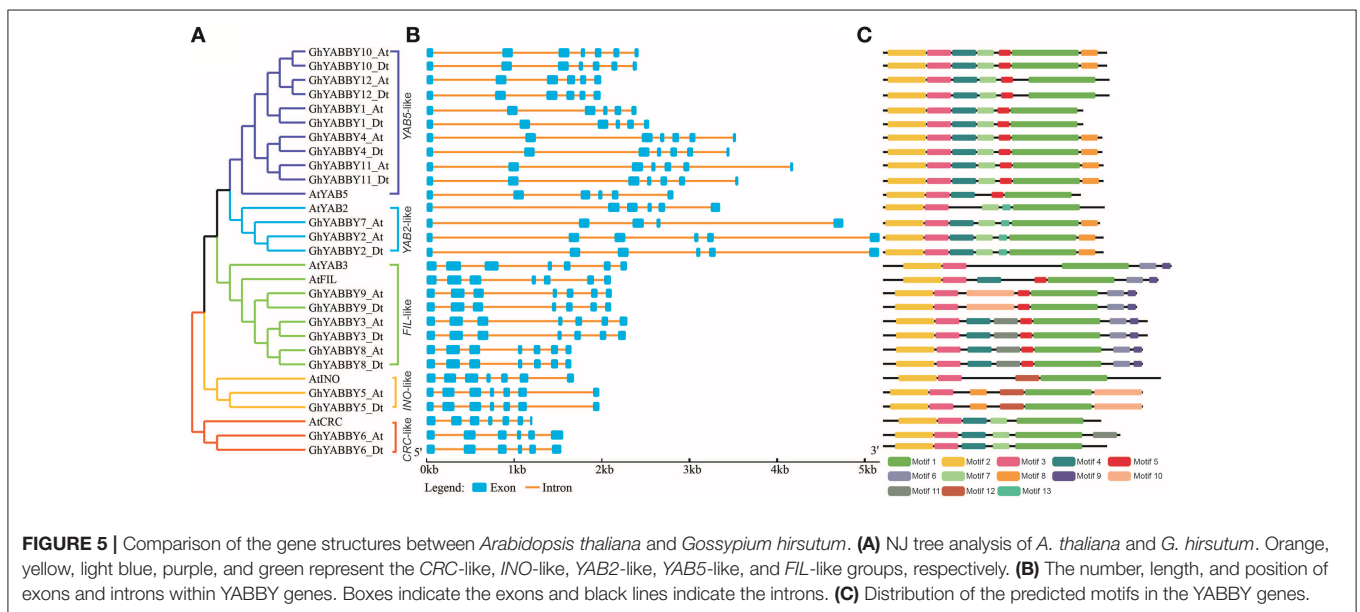 A
B
C
GhYABBY10_At
GhYABBY10_Dt
GhYABBY12_At
GhYABBY12_Dt
GhYABBY1_At
GhYABBY1_Dt
GhYABBY4_At
GhYABBY4_Dt
GhYABBY11_At
GhYABBY11_Dt
AtYAB5
AtYAB2
GhYABBY7_At
GhYABBY2_At
GhYABBY2_Dt
AtYAB3
AtFIL
GhYABBY9_At
GhYABBY9_Dt
GhYABBY3_At
GhYABBY3_Dt
GhYABBY8_At
GhYABBY8_Dt
AtINO
GhYABBY5_At
GhYABBY5_Dt
AtCRC
GhYABBY6_At
GhYABBY6_Dt
YAB5-like
YAB2-like
FIL-like
INO-like
CRC-like
5'
3'
0kb 1kb 2kb 3kb 4kb 5kb
Legend: Exon Intron
Motif 1 Motif 2 Motif 3 Motif 4 Motif 5
Motif 6 Motif 7 Motif 8 Motif 9 Motif 10
Motif 11 Motif 12 Motif 13
FIGURE 5 | Comparison of the gene structures between Arabidopsis thaliana and Gossypium hirsutum. (A) NJ tree analysis of A. thaliana and G. hirsutum. Orange,
yellow, light blue, purple, and green represent the CRC-like, INO-like, YAB2-like, YAB5-like, and FIL-like groups, respectively. (B) The number, length, and position of
exons and introns within YABBY genes. Boxes indicate the exons and black lines indicate the introns. (C) Distribution of the predicted motifs in the YABBY genes.